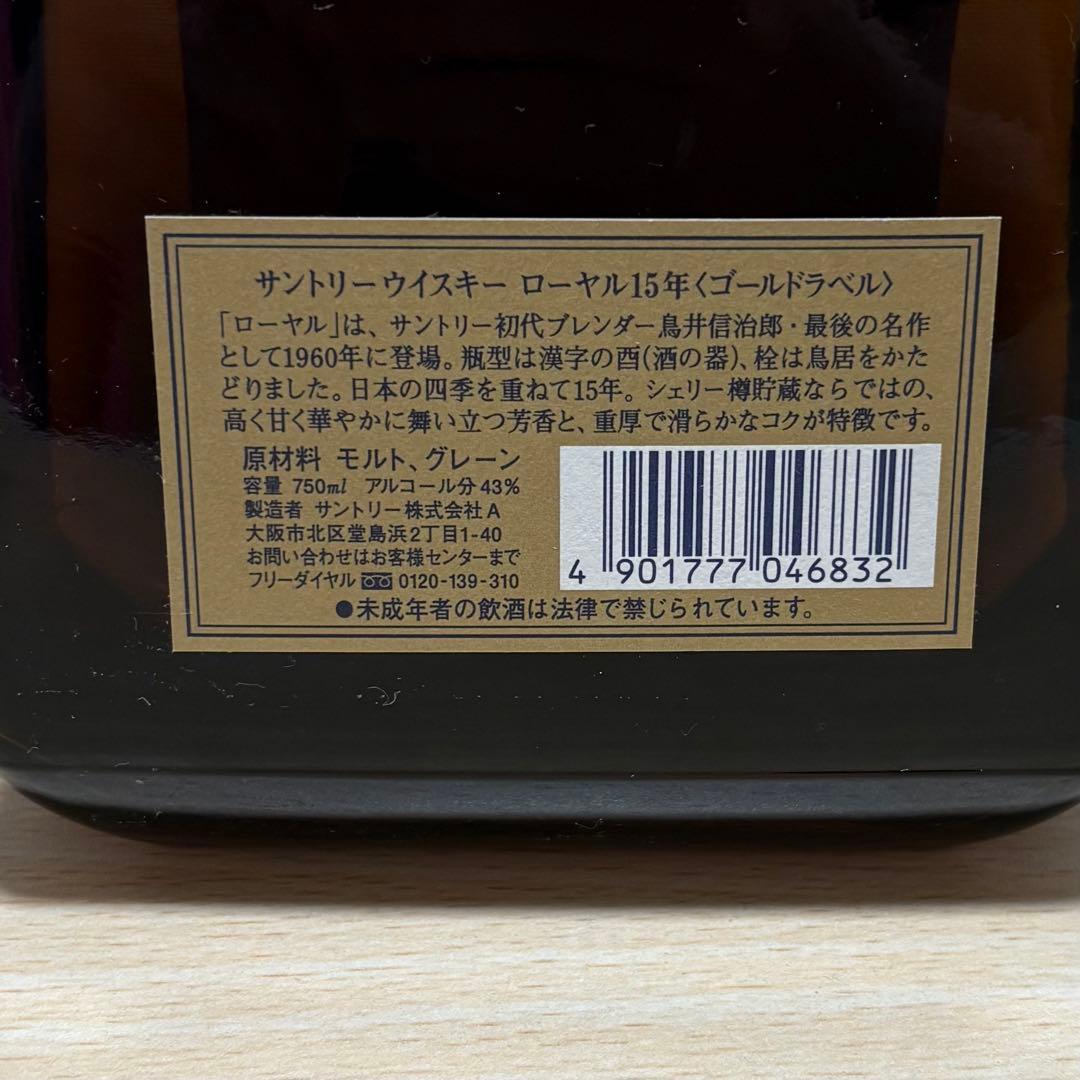 サントリーウイスキー ローヤル15年〈ゴールドラベル〉
「ローヤル」は、サントリー初代ブレンダー鳥井信治郎・最後の名作
として1960年に登場。瓶型は漢字の酉(酒の器)、栓は鳥居をかた
どりました。日本の四季を重ねて15年。シェリー樽貯蔵ならではの、
高く甘く華やかに舞い立つ芳香と、重厚で滑らかなコクが特徴です。
原材料 モルト、グレーン
容量 750ml アルコール分43%
製造者 サントリー株式会社A
大阪市北区堂島浜2丁目1-40
お問い合わせはお客様センターまで
フリーダイヤル 0120-139-310
4 901777 046832
●未成年者の飲酒は法律で禁じられています。